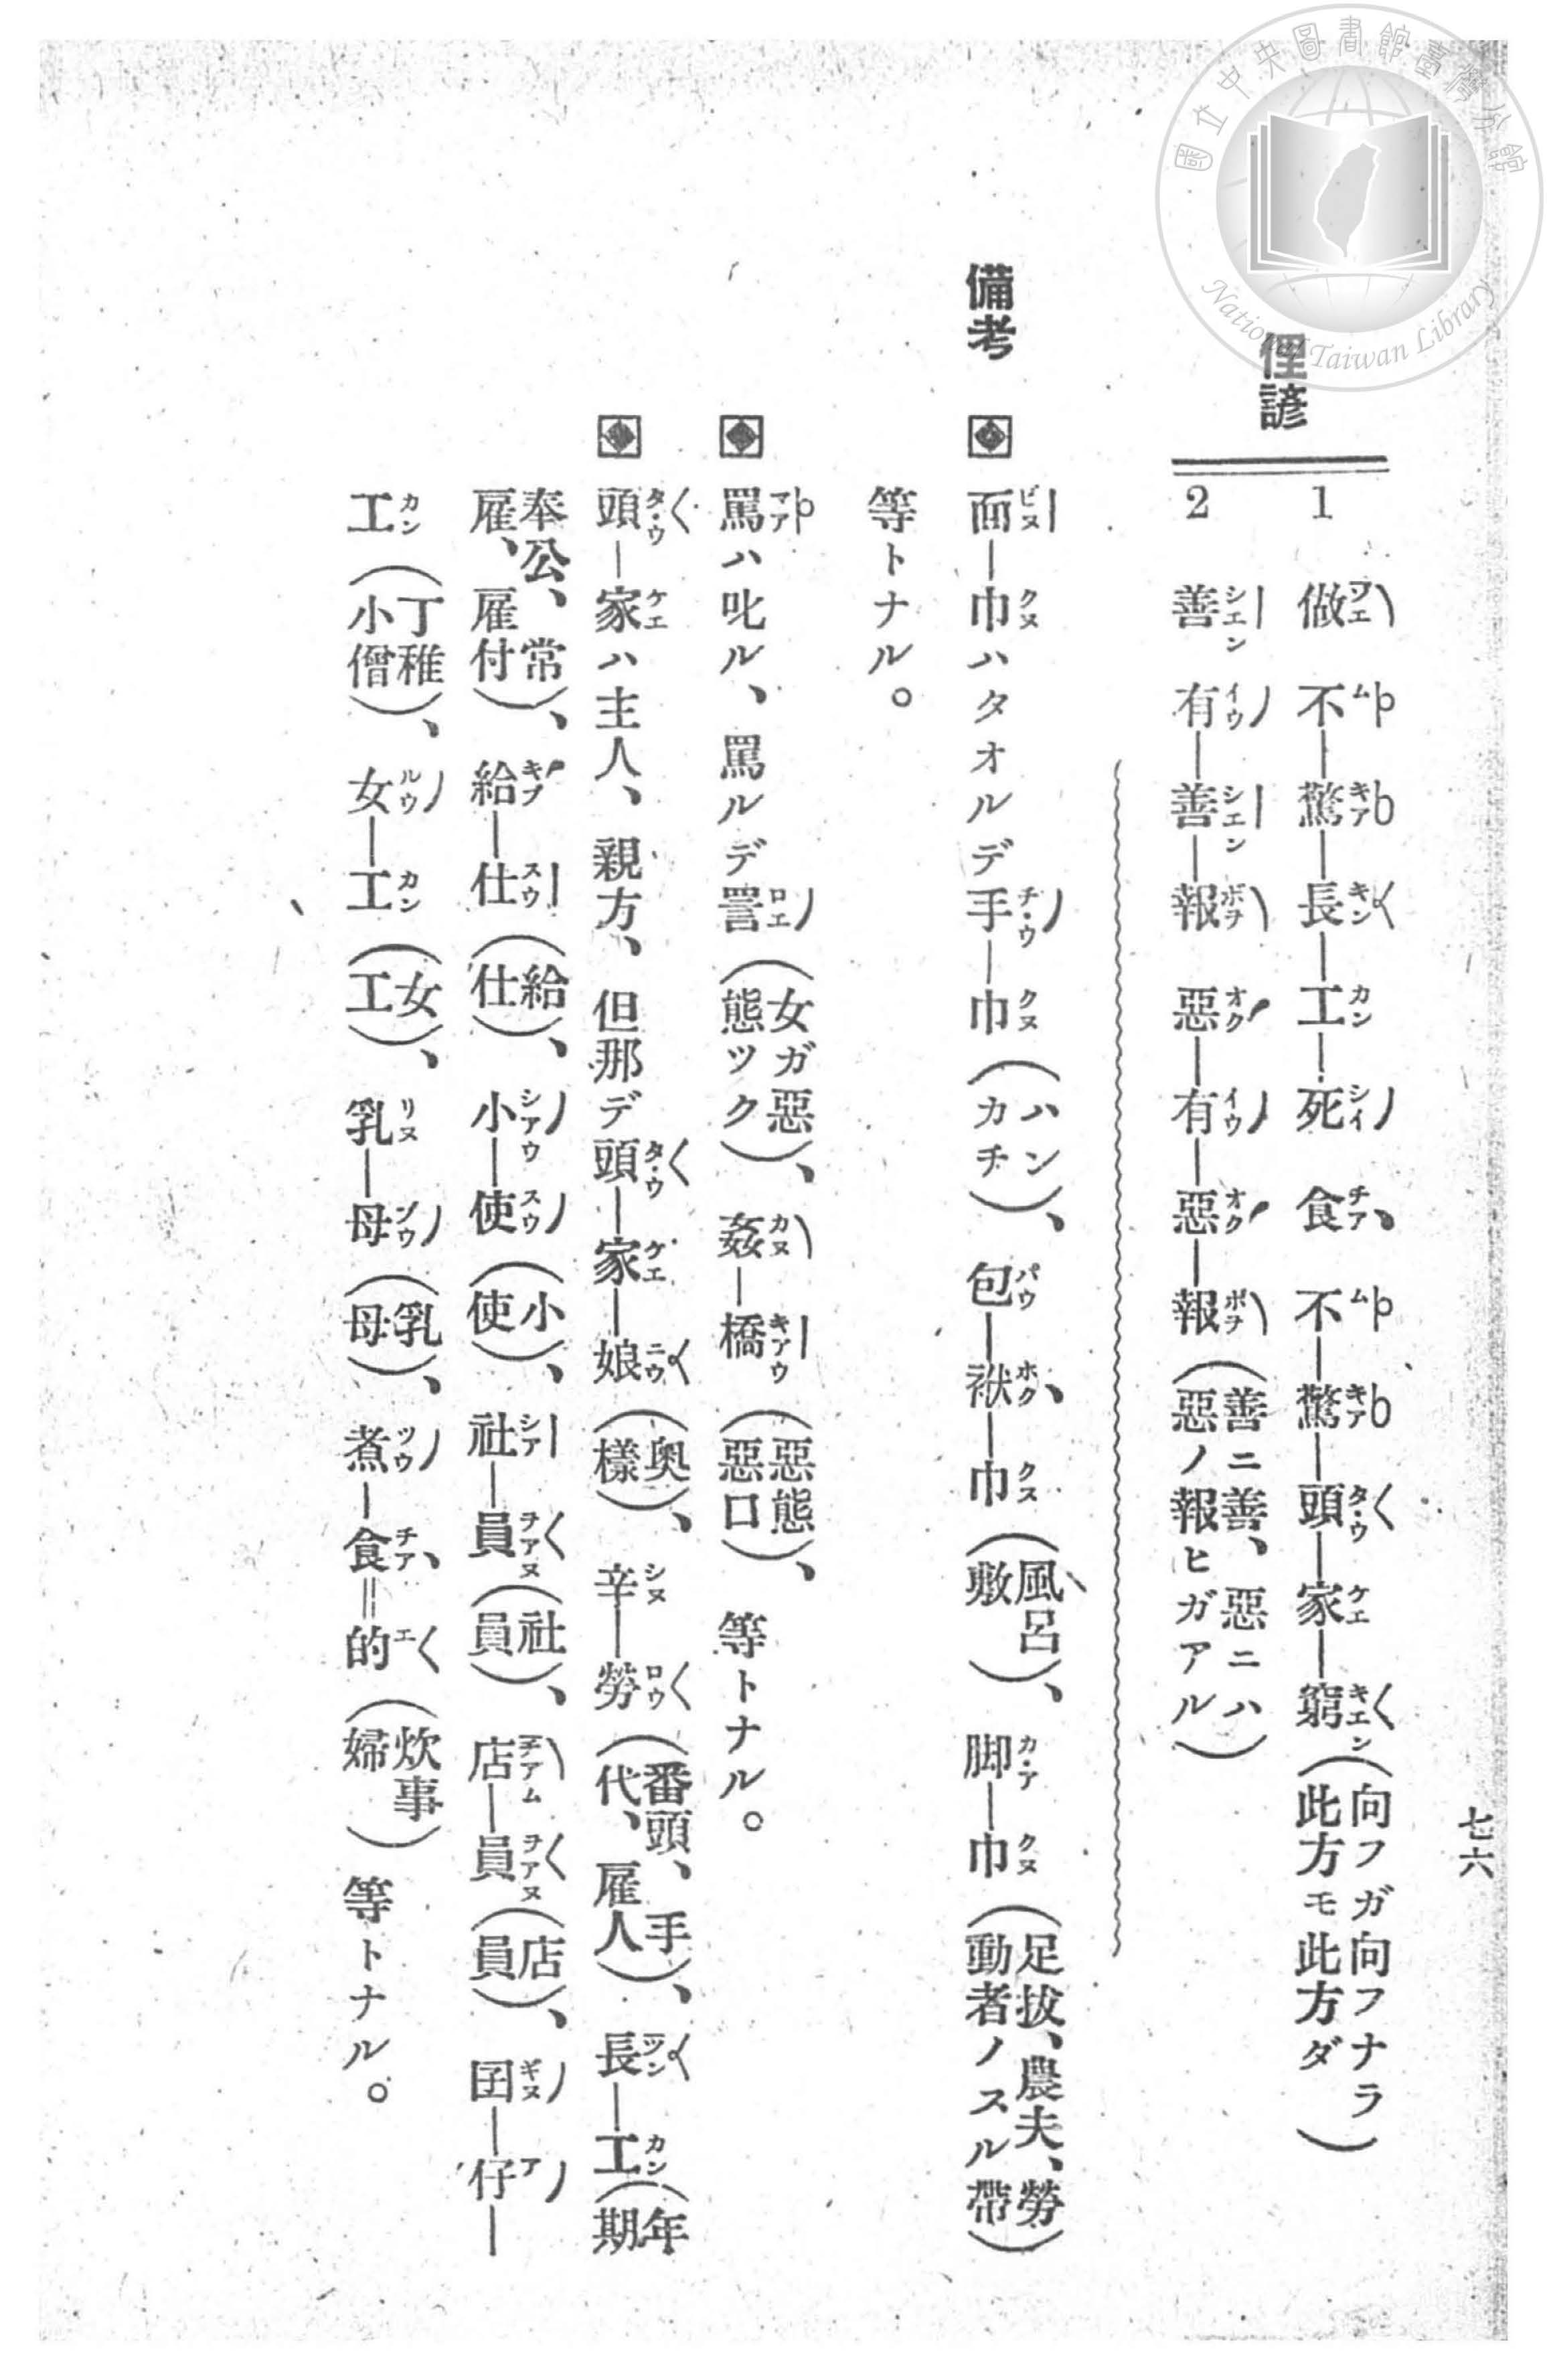 國立中央圖書館臺灣分館
National Taiwan Library
七六
俚諺
1 做不—驚—長—工—死食不—驚—頭—家—窮(向フガ向フナラ此方モ此方ダ)
2 善有—善—報惡—有—惡—報(善ニ善、惡ニハ惡ノ報ヒガアル)
備考
面—巾ハタオルデ手—巾(ハンカチ)、包—袱—巾(風呂敷)、脚—巾(足拔、農夫、勞動者ノスル帶)
等トナル。
罵ハ叱ル、罵ルデ詈(女ガ惡態ツク)、姦—橋(惡態、惡口)、等トナル。
頭—家ハ主人、親方、但那デ頭—家—娘(奥樣)、辛—勞(番頭、手代、雇人)、長—工(年期
奉公、常雇、雇付)、給—仕(給仕)、小—使(小使)、社—員(社員)、店—員(店員)、囝—仔—
工(丁稚小僧)、女—工(女工)、乳—母(乳母)、煮—食=的(炊事婦)等トナル。